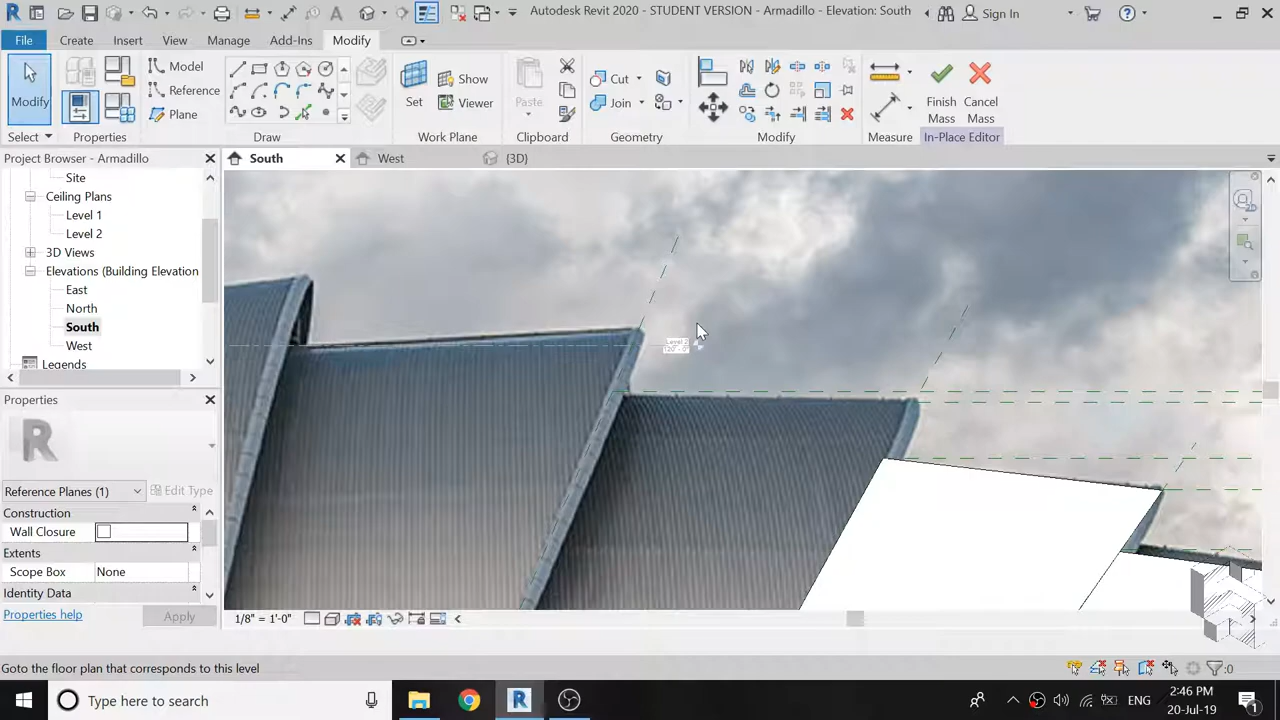 Autodesk Revit 2020 - STUDENT VERSION - Armadillo - Elevation: South
Sign In
File
Create
Insert
View
Manage
Add-Ins
Modify
Modify
Select
Properties
Model
Reference
Plane
Draw
Set
Show
Viewer
Work Plane
Paste
Clipboard
Cut
Join
Geometry
Modify
Measure
Finish
Mass
Cancel
Mass
In-Place Editor
Project Browser - Armadillo
South
West
{3D}
Site
Ceiling Plans
Level 1
Level 2
3D Views
Elevations (Building Elevation
East
North
South
West
Legends
Properties
R
Reference Planes (1)
Edit Type
Construction
Wall Closure
Extents
Scope Box
None
Identity Data
Properties help
Apply
Level 2
120' - 0"
1/8" = 1'-0"
Goto the floor plan that corresponds to this level
:0
Type here to search
ENG
2:46 PM
20-Jul-19
1